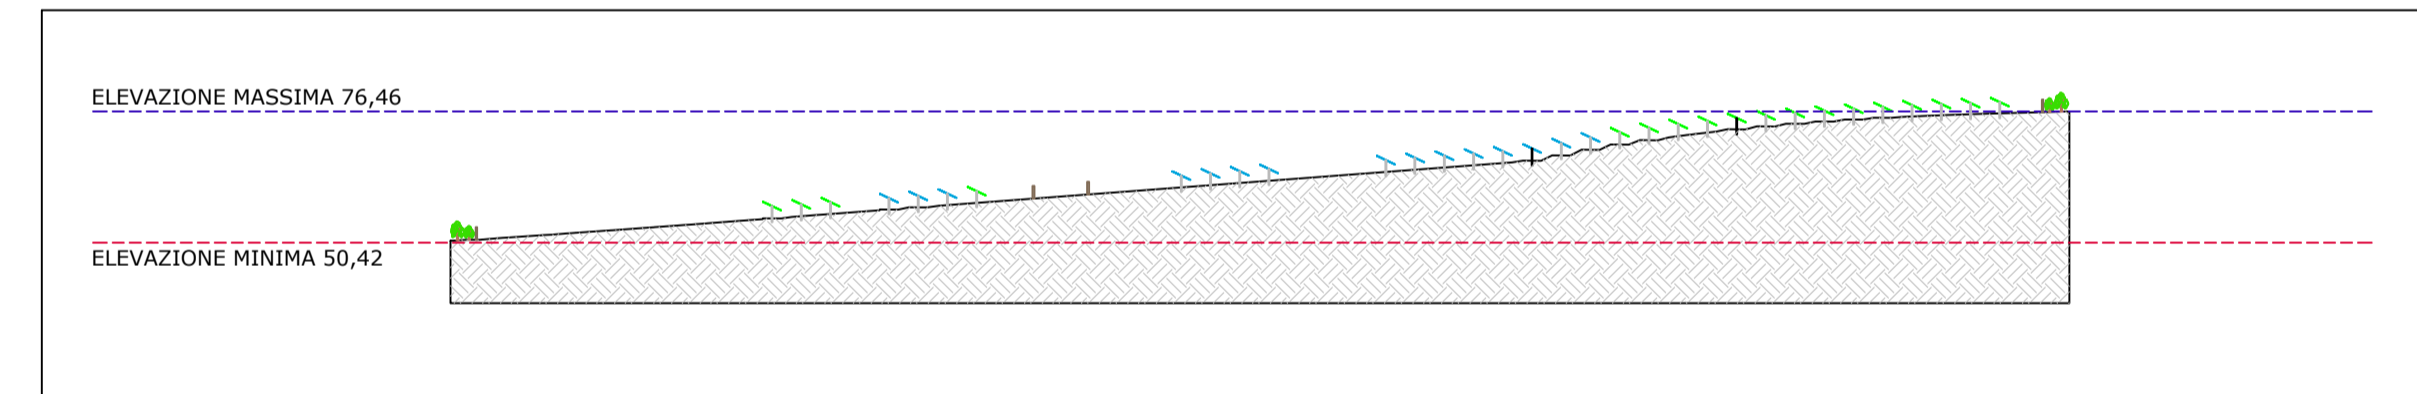 ELEVAZIONE MASSIMA 76,46
ELEVAZIONE MINIMA 50,42